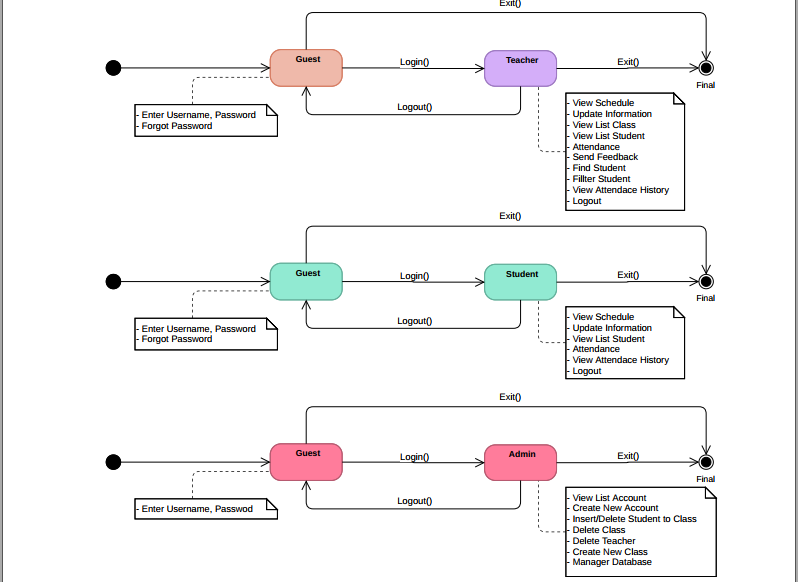 Exit()
Guest
Login()
Teacher
Exit()
Final
Logout()
- Enter Username, Password
- Forgot Password
- View Schedule
- Update Information
- View List Class
- View List Student
- Attendance
- Send Feedback
- Find Student
- Fillter Student
- View Attendace History
- Logout
Exit()
Guest
Login()
Student
Exit()
Final
Logout()
- Enter Username, Password
- Forgot Password
- View Schedule
- Update Information
- View List Student
- Attendance
- View Attendace History
- Logout
Exit()
Guest
Login()
Admin
Exit()
Final
Logout()
- Enter Username, Passwod
- View List Account
- Create New Account
- Insert/Delete Student to Class
- Delete Class
- Delete Teacher
- Create New Class
- Manager Database